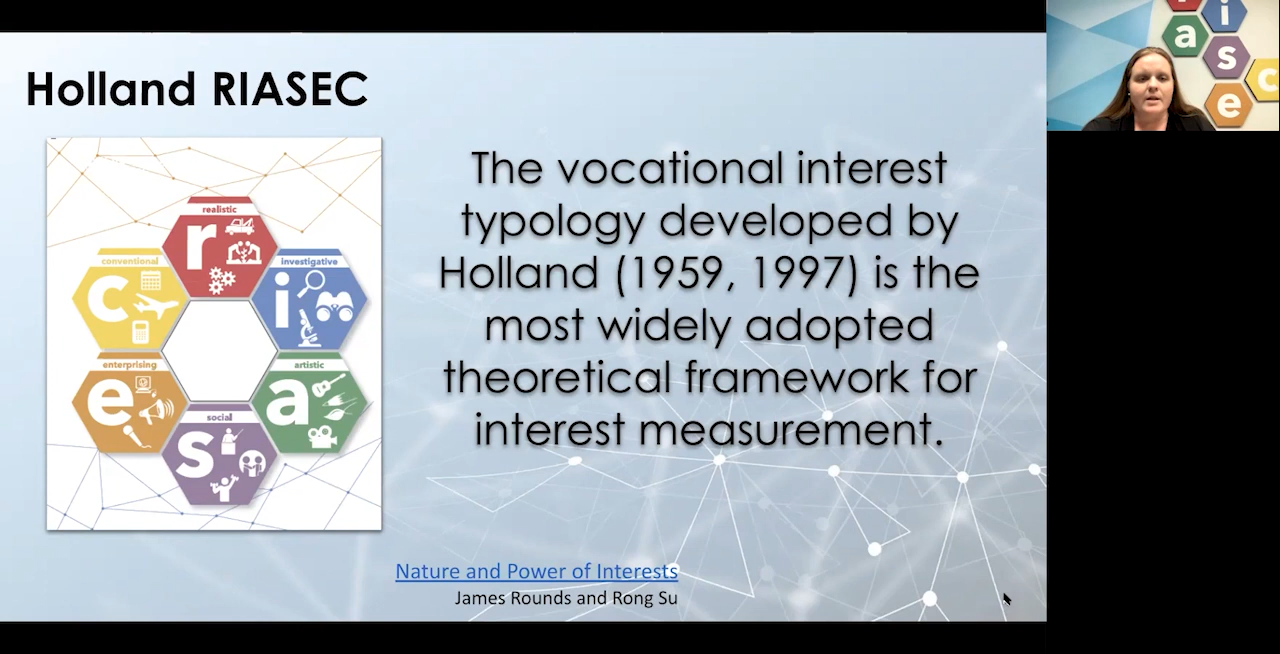 Holland RIASEC
The vocational interest
typology developed by
Holland (1959, 1997) is the
most widely adopted
theoretical framework for
interest measurement.
realistic
r
conventional
c
investigative
i
enterprising
e
artistic
a
social
s
Nature and Power of Interests
James Rounds and Rong Su
i
a
s
c
e